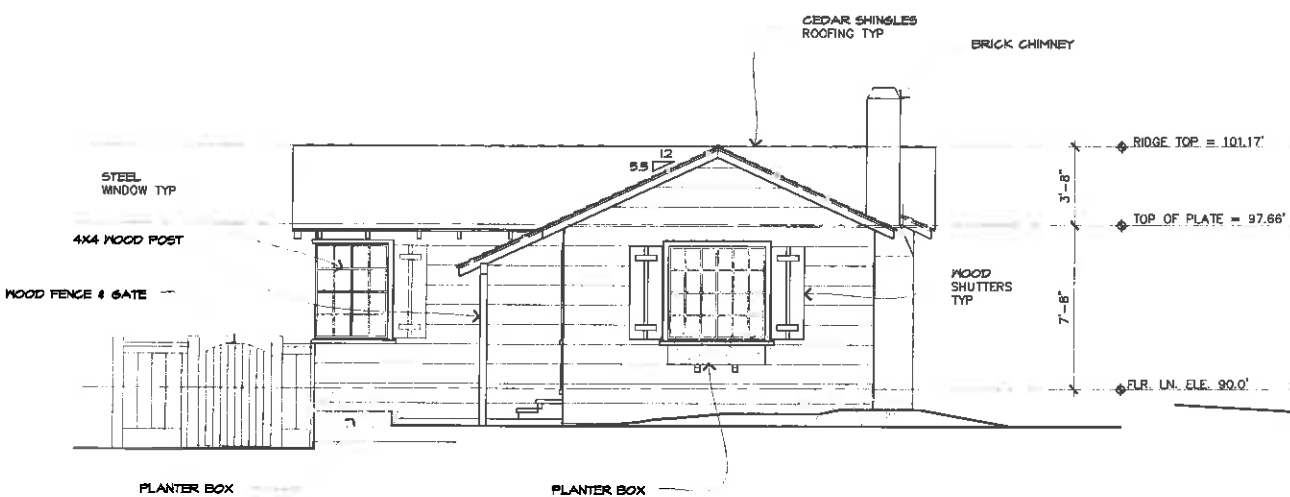 CEDAR SHINGLES
ROOFING TYP
BRICK CHIMNEY
RIDGE TOP = 101.17'
12
5.5
STEEL
WINDOW TYP
3'-8"
TOP OF PLATE = 97.66'
4X4 WOOD POST
WOOD
SHUTTERS
TYP
WOOD FENCE & GATE
7'-8"
FLR. LN. ELE. 90.0'
PLANTER BOX
PLANTER BOX